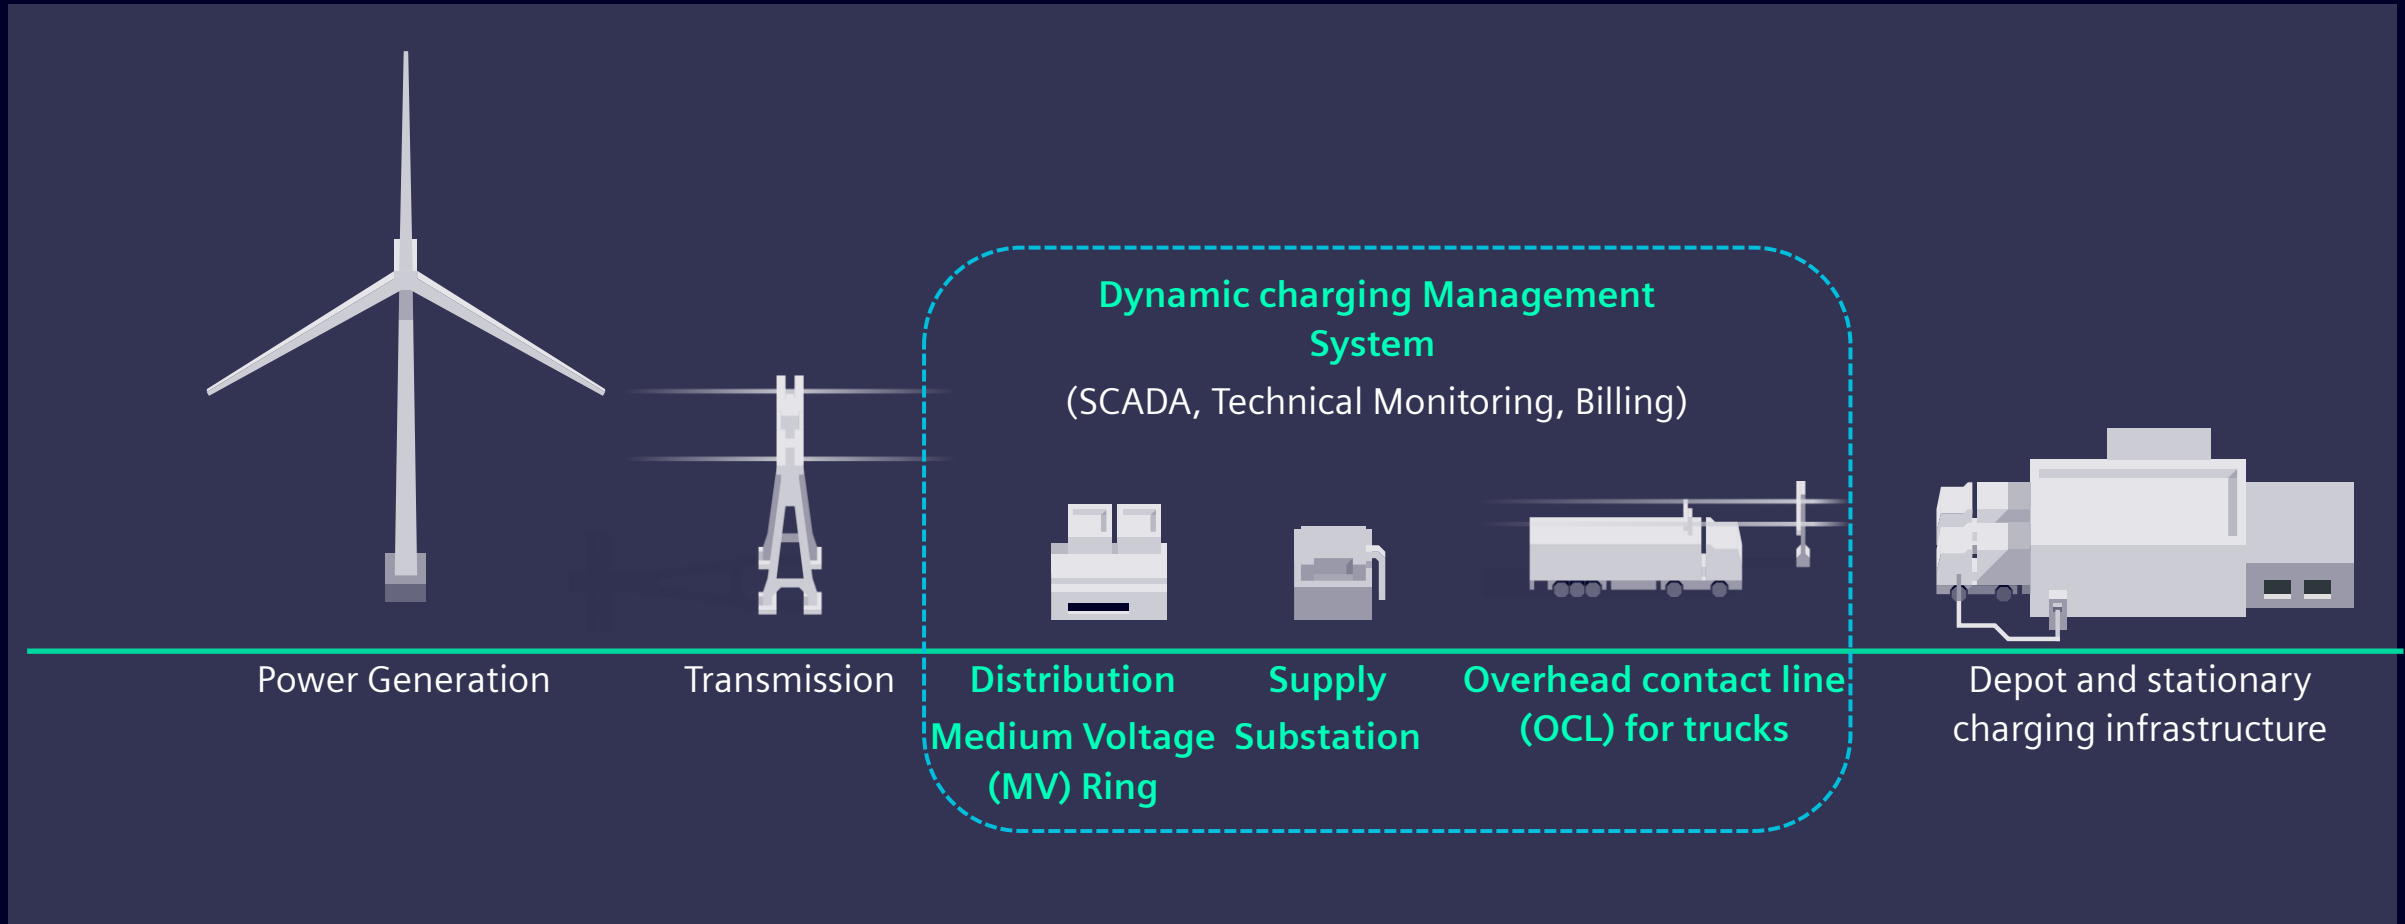 Dynamic charging Management
System
(SCADA, Technical Monitoring, Billing)
Power Generation
Transmission
Distribution
Medium Voltage
(MV) Ring
Supply
Substation
Overhead contact line
(OCL) for trucks
Depot and stationary
charging infrastructure